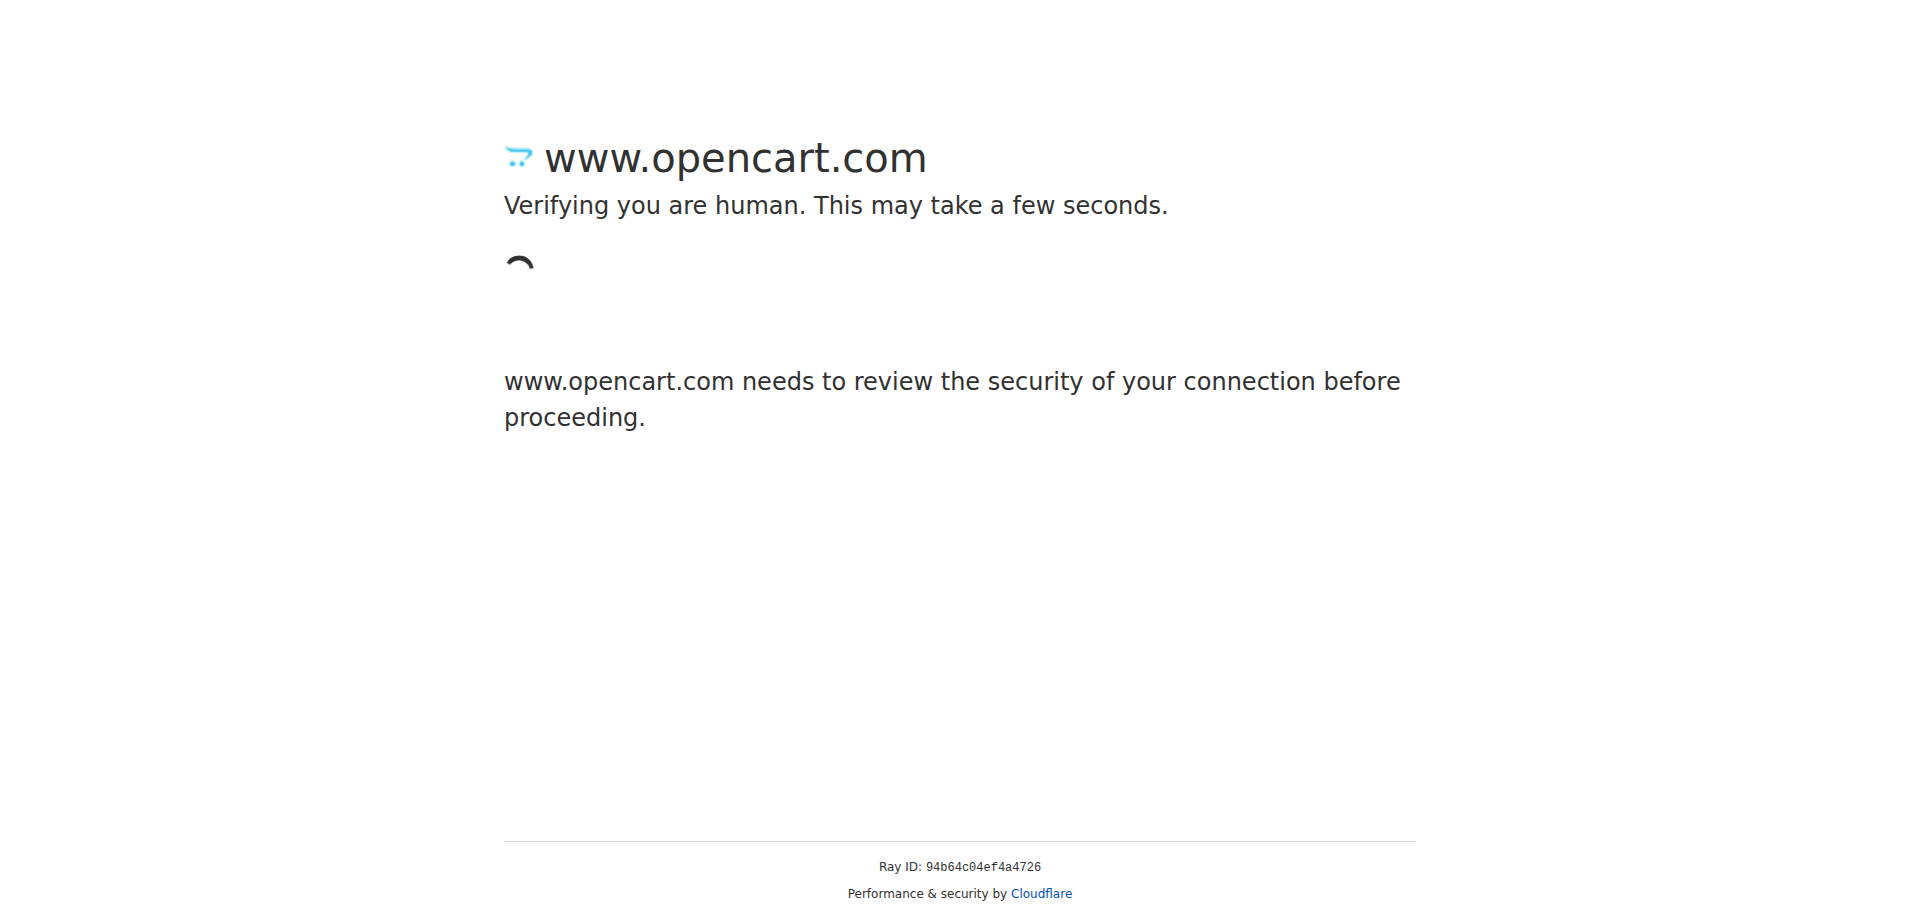 www.opencart.com
Verifying you are human. This may take a few seconds.
www.opencart.com needs to review the security of your connection before
proceeding.
Ray ID: 94b64c04ef4a4726
Performance & security by Cloudflare